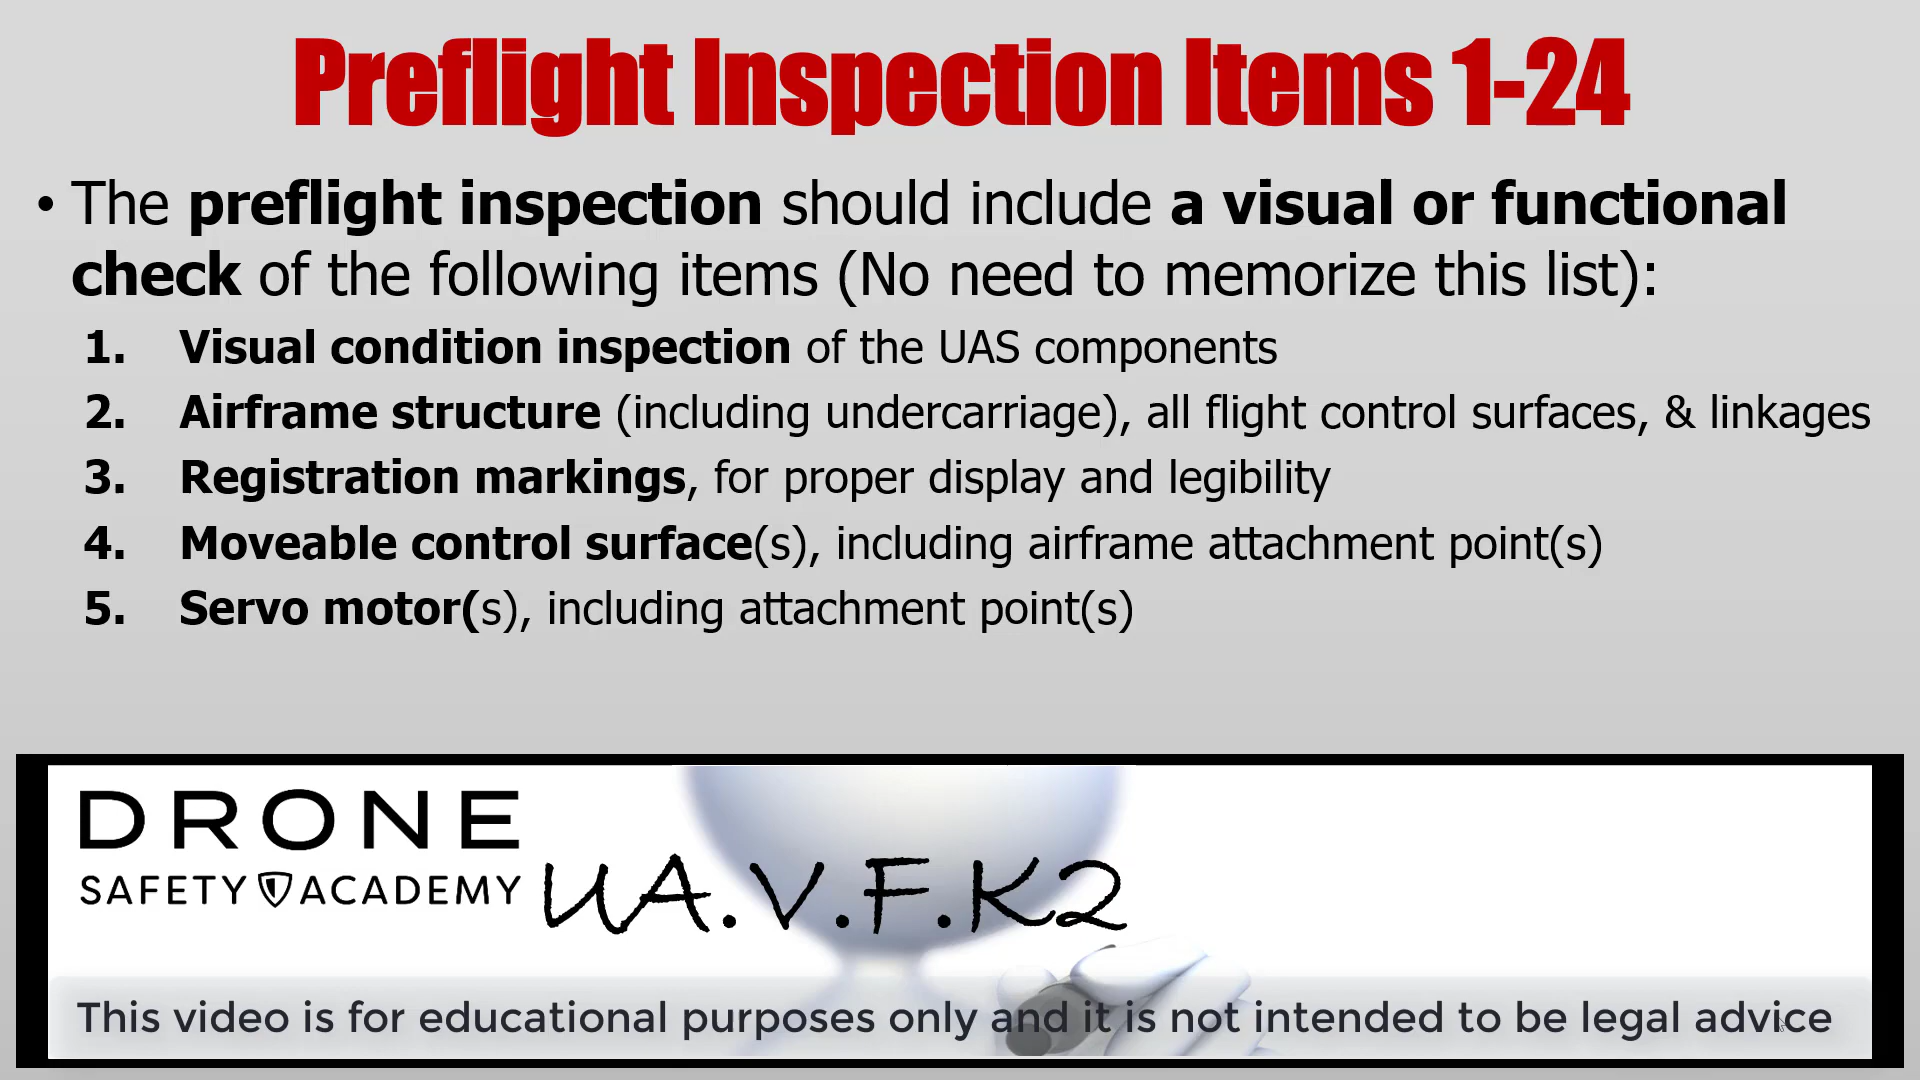 Preflight Inspection Items 1-24
• The preflight inspection should include a visual or functional
check of the following items (No need to memorize this list):
1. Visual condition inspection of the UAS components
2. Airframe structure (including undercarriage), all flight control surfaces, & linkages
3. Registration markings, for proper display and legibility
4. Moveable control surface(s), including airframe attachment point(s)
5. Servo motor(s), including attachment point(s)
DRONE
SAFETY ACADEMY
UA.V.F.K2
This video is for educational purposes only and it is not intended to be legal advice